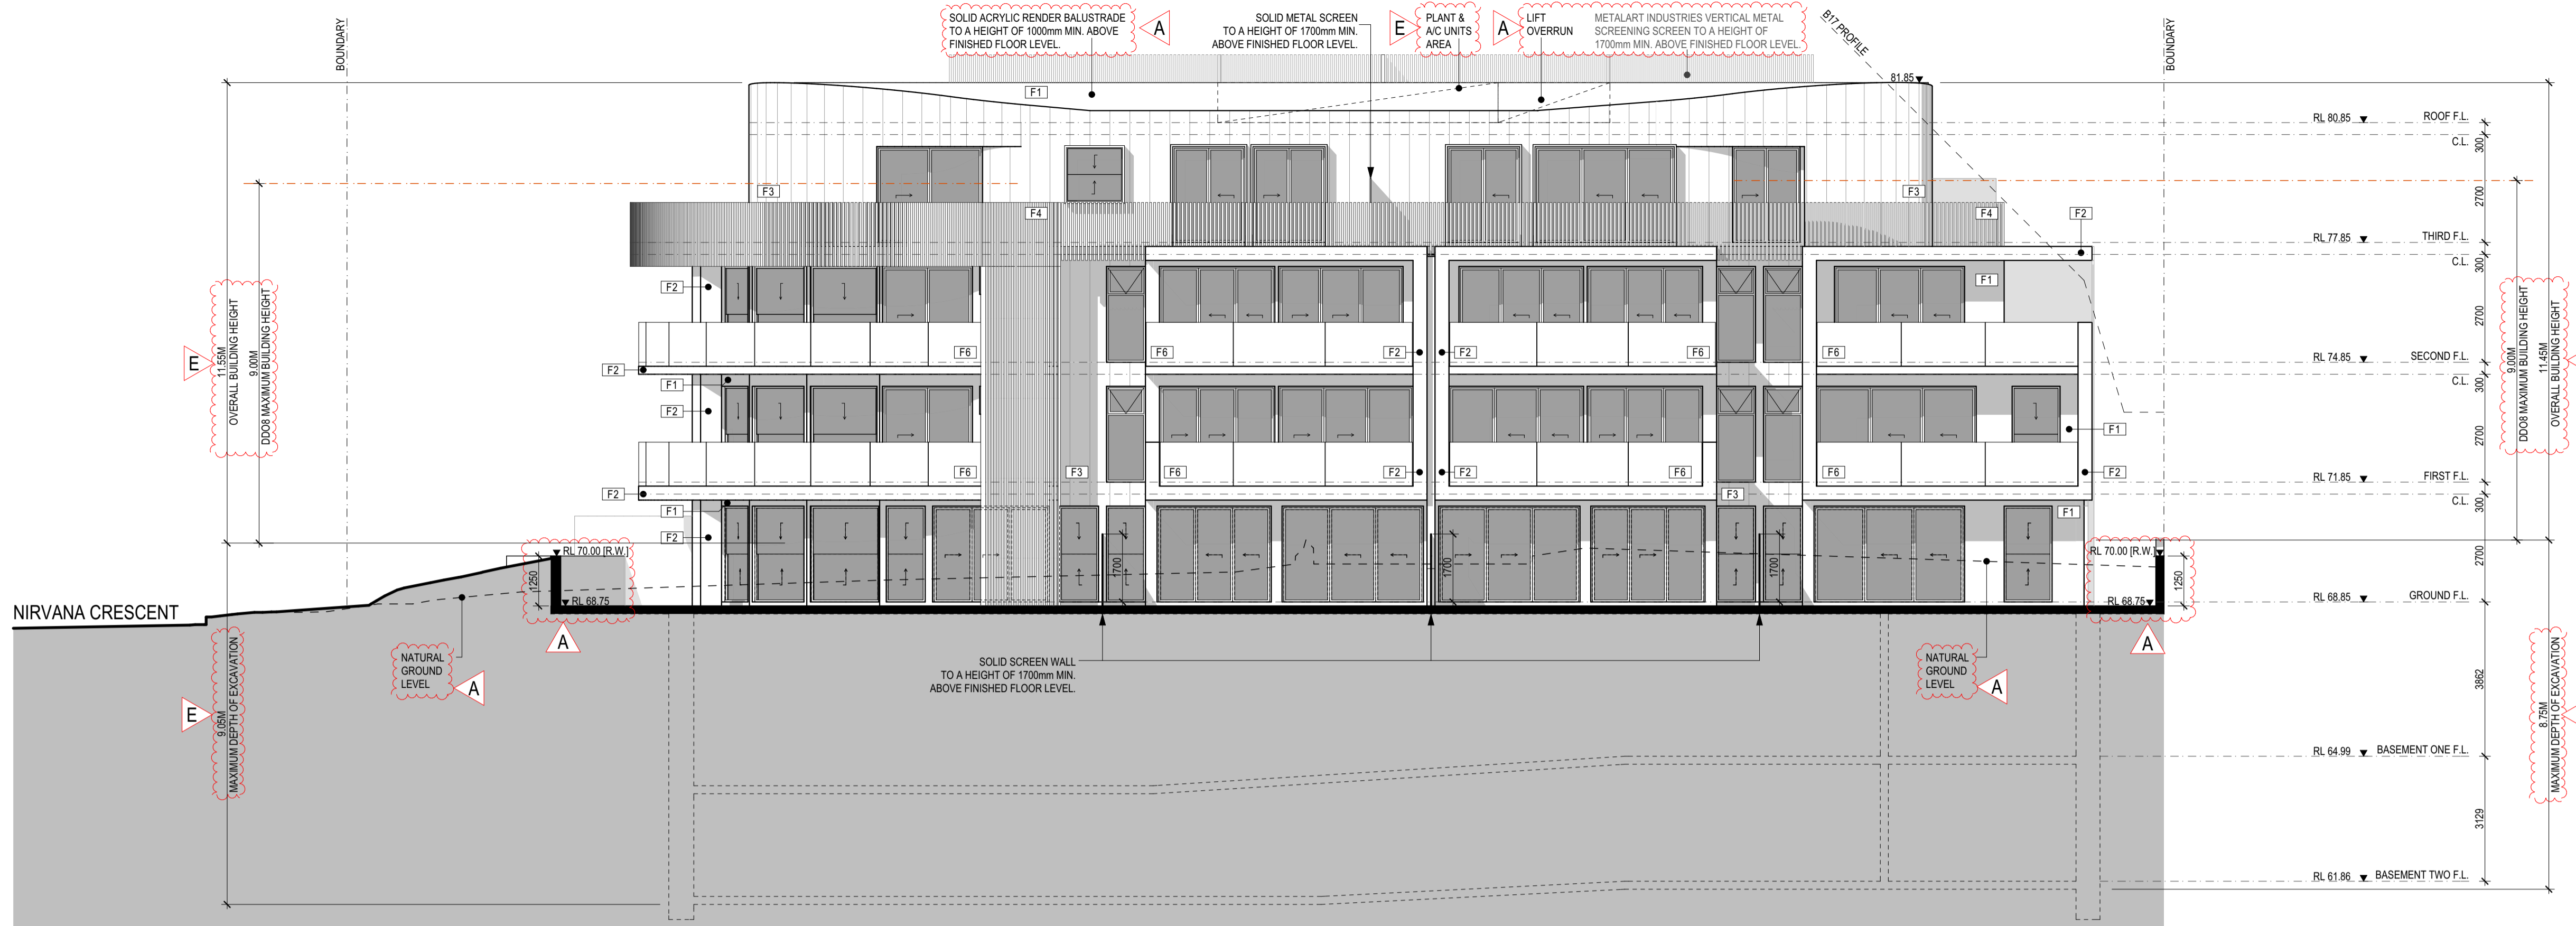 SOLID ACRYLIC RENDER BALUSTRADE
TO A HEIGHT OF 1000mm MIN. ABOVE
FINISHED FLOOR LEVEL.
A
SOLID METAL SCREEN
TO A HEIGHT OF 1700mm MIN.
ABOVE FINISHED FLOOR LEVEL.
E
PLANT &
A/C UNITS
AREA
A
LIFT
OVERRUN
METALART INDUSTRIES VERTICAL METAL
SCREENING SCREEN TO A HEIGHT OF
1700mm MIN. ABOVE FINISHED FLOOR LEVEL.
B17 PROFILE
BOUNDARY
BOUNDARY
81.85
F1
RL 80.85 ROOF F.L.
C.L.
300
F3
F3
2700
F4
F4
F2
RL 77.85 THIRD F.L.
C.L.
300
F2
F1
2700
E
11.55M
OVERALL BUILDING HEIGHT
9.00M
DDO8 MAXIMUM BUILDING HEIGHT
9.00M
DDO8 MAXIMUM BUILDING HEIGHT
11.45M
OVERALL BUILDING HEIGHT
F6
F6
F2
F2
F6
F6
RL 74.85 SECOND F.L.
F2
F1
C.L.
300
F2
F1
2700
F6
F3
F6
F2
F2
F6
F6
F2
RL 71.85 FIRST F.L.
F2
F3
C.L.
300
F1
F1
F2
2700
RL 70.00 [R.W.]
1250
RL 68.75
1700
1700
1700
RL 70.00 [R.W.]
1250
RL 68.75
RL 68.85 GROUND F.L.
NIRVANA CRESCENT
A
A
NATURAL
GROUND
LEVEL
A
SOLID SCREEN WALL
TO A HEIGHT OF 1700mm MIN.
ABOVE FINISHED FLOOR LEVEL.
NATURAL
GROUND
LEVEL
A
3862
E
9.05M
MAXIMUM DEPTH OF EXCAVATION
8.75M
MAXIMUM DEPTH OF EXCAVATION
RL 64.99 BASEMENT ONE F.L.
3129
RL 61.86 BASEMENT TWO F.L.